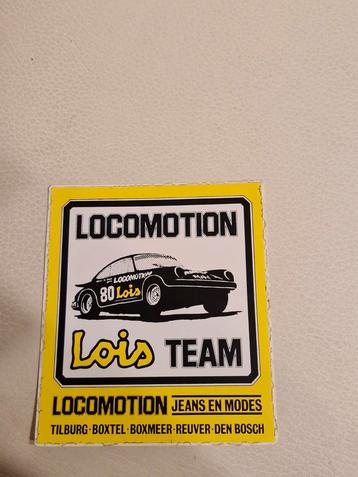 LOCOMOTION
LOCOMOTION
80 Lois
Lois TEAM
LOCOMOTION JEANS EN MODES
TILBURG·BOXTEL·BOXMEER·REUVER·DEN BOSCH